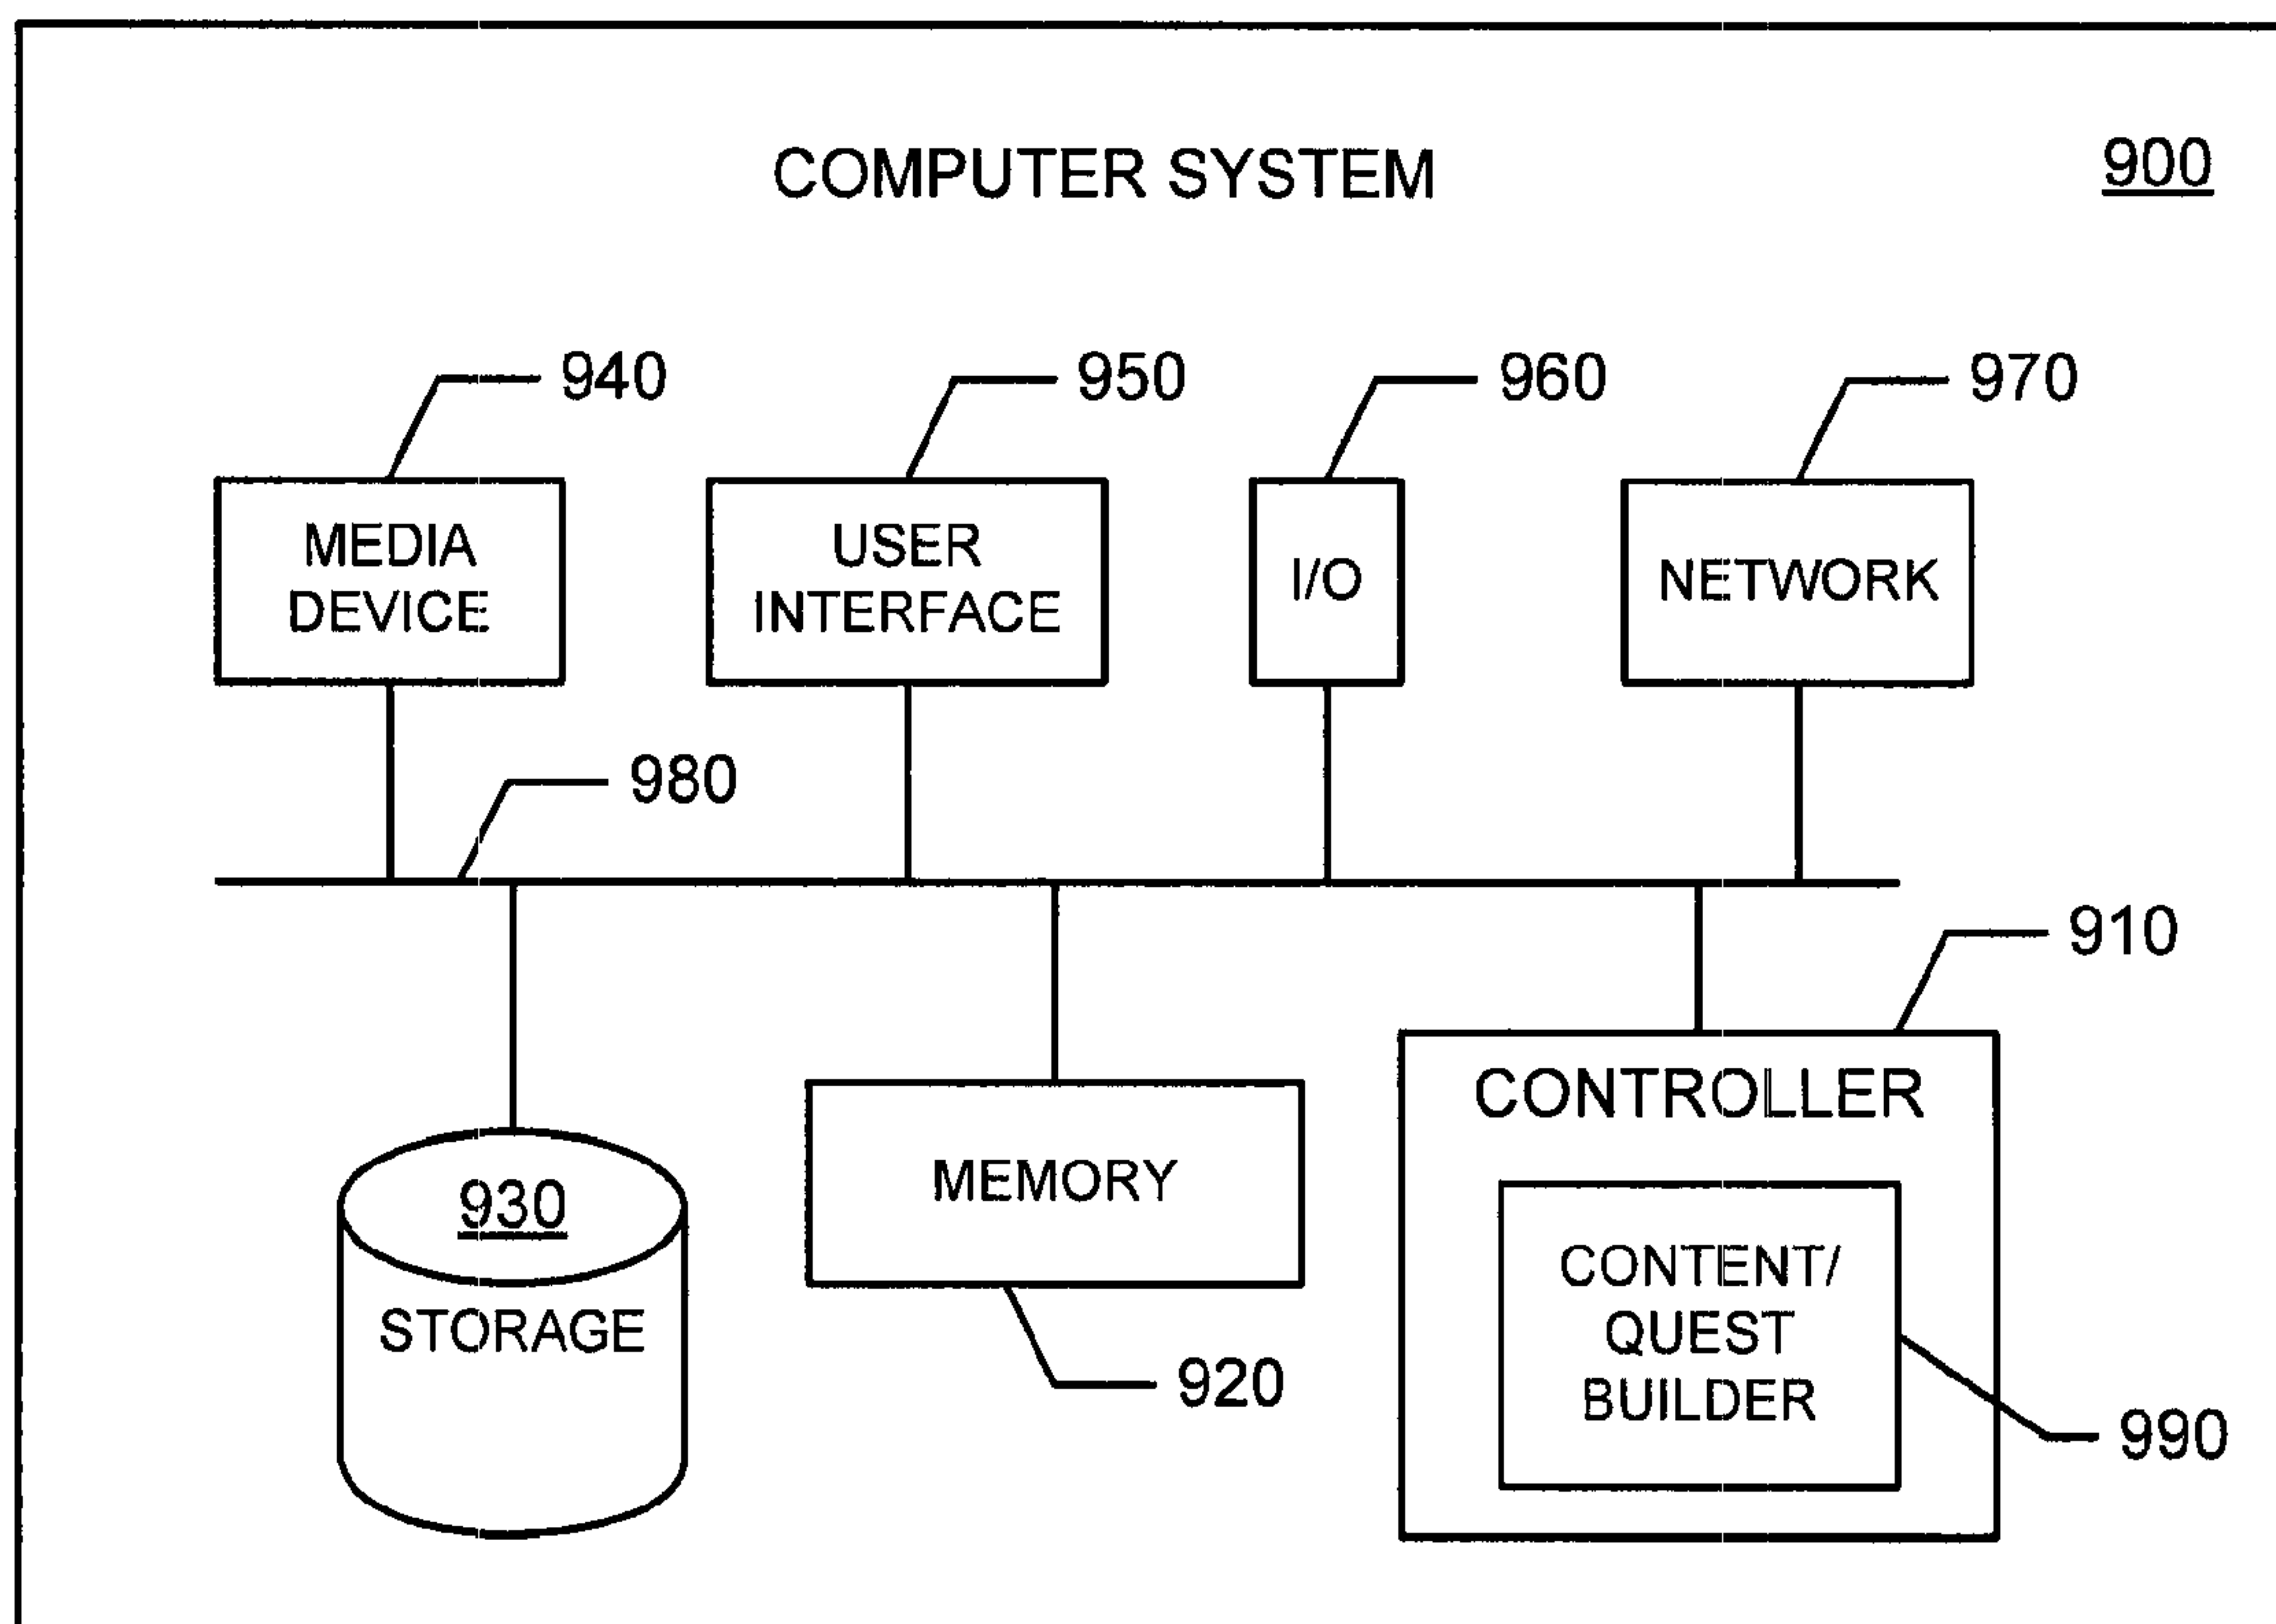 COMPUTER SYSTEM
900
940
950
960
970
MEDIA
DEVICE
USER
INTERFACE
I/O
NETWORK
980
910
CONTROLLER
930
STORAGE
MEMORY
920
CONTENT/
QUEST
BUILDER
990